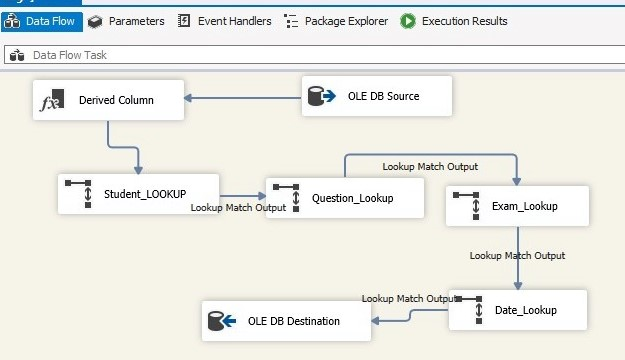 Data Flow Parameters Event Handlers Package Explorer Execution Results
Data Flow Task
fx Derived Column
OLE DB Source
Lookup Match Output
Student_LOOKUP
Question_Lookup
Lookup Match Output
Exam_Lookup
Lookup Match Output
Lookup Match Output
Date_Lookup
OLE DB Destination